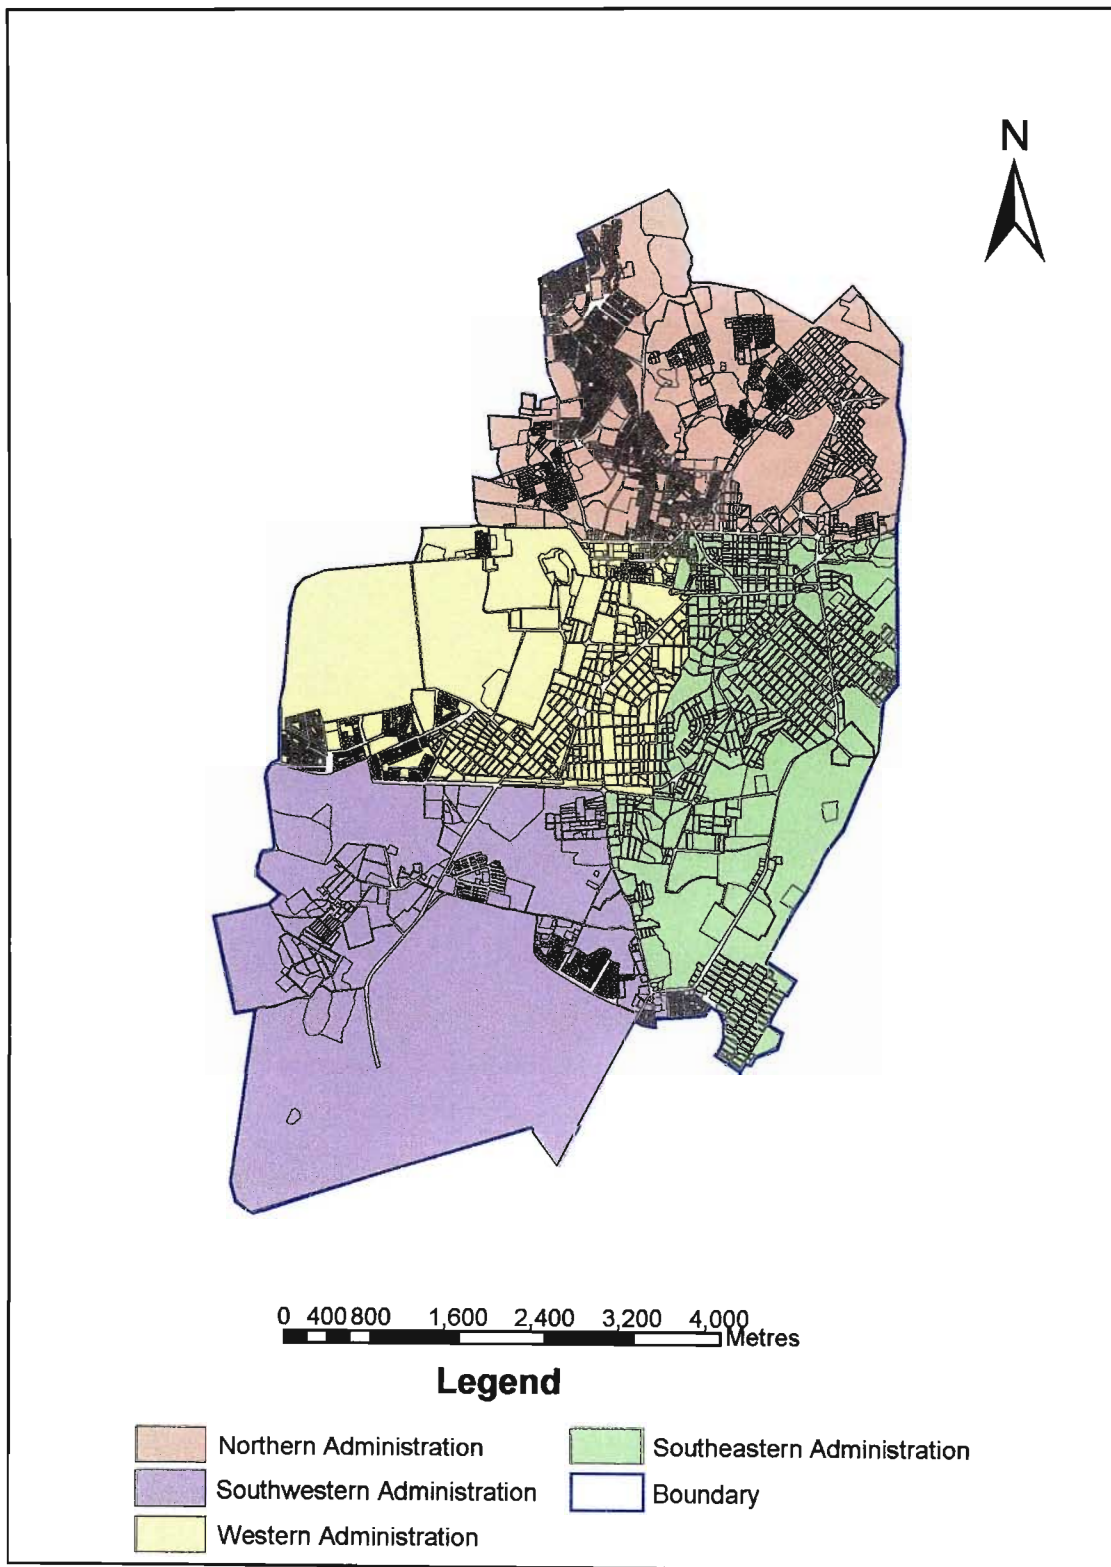 N
0 400 800 1,600 2,400 3,200 4,000
Metres
Legend
Northern Administration
Southwestern Administration
Western Administration
Southeastern Administration
Boundary